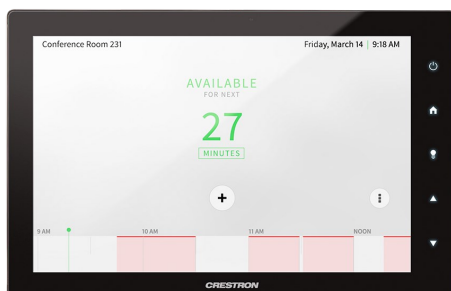 Conference Room 231
Friday, March 14 | 9:18 AM
AVAILABLE
FOR NEXT
27
MINUTES
9 AM
10 AM
11 AM
NOON
CRESTRON